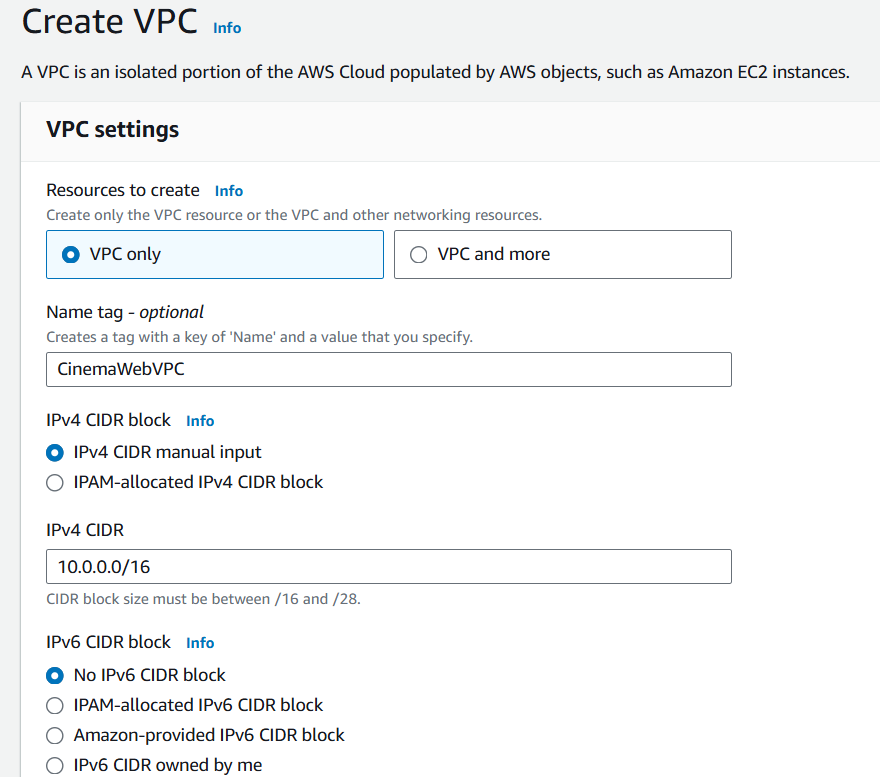 Create VPC Info
A VPC is an isolated portion of the AWS Cloud populated by AWS objects, such as Amazon EC2 instances.
VPC settings
Resources to create Info
Create only the VPC resource or the VPC and other networking resources.
VPC only
VPC and more
Name tag - optional
Creates a tag with a key of 'Name' and a value that you specify.
CinemaWebVPC
IPv4 CIDR block Info
IPv4 CIDR manual input
IPAM-allocated IPv4 CIDR block
IPv4 CIDR
10.0.0.0/16
CIDR block size must be between /16 and /28.
IPv6 CIDR block Info
No IPv6 CIDR block
IPAM-allocated IPv6 CIDR block
Amazon-provided IPv6 CIDR block
IPv6 CIDR owned by me